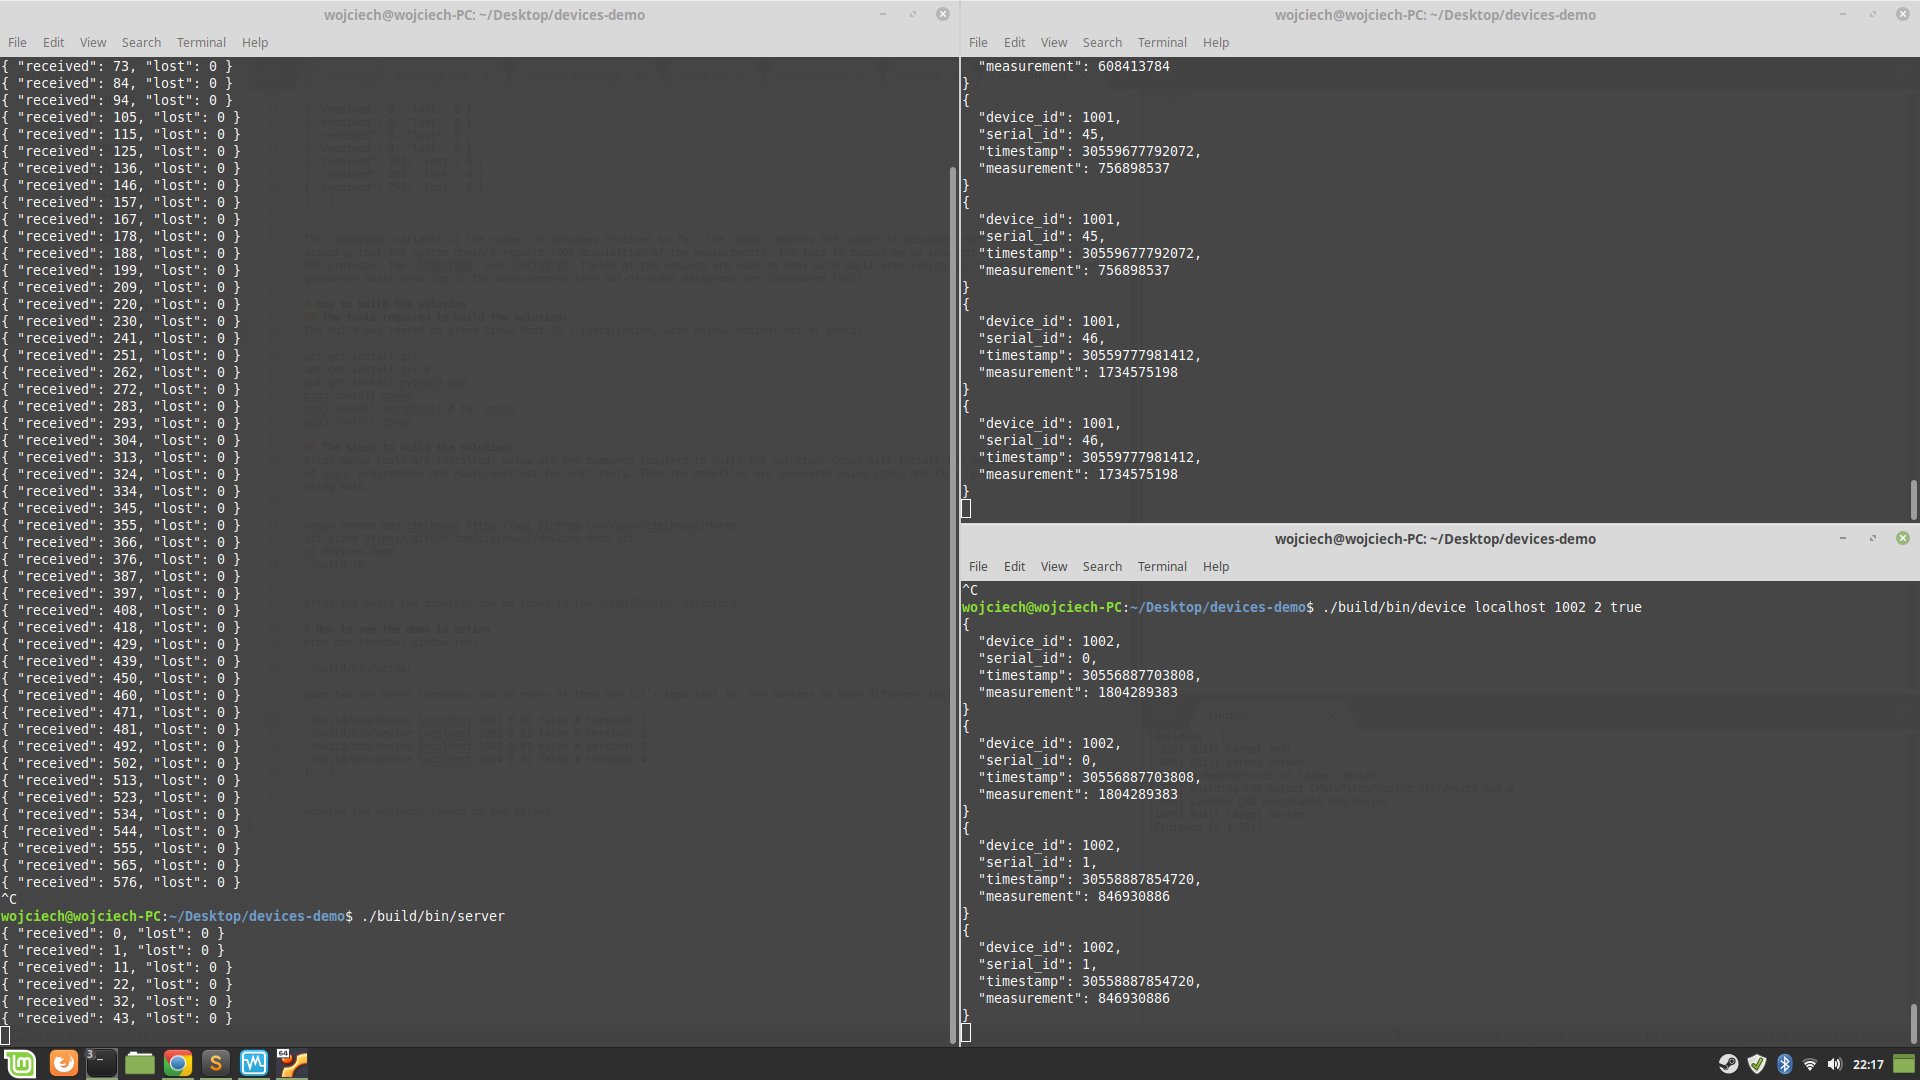 wojciech@wojciech-PC: ~/Desktop/devices-demo
File Edit View Search Terminal Help
{ "received": 73, "lost": 0 }
{ "received": 84, "lost": 0 }
{ "received": 94, "lost": 0 }
{ "received": 105, "lost": 0 }
{ "received": 115, "lost": 0 }
{ "received": 125, "lost": 0 }
{ "received": 136, "lost": 0 }
{ "received": 146, "lost": 0 }
{ "received": 157, "lost": 0 }
{ "received": 167, "lost": 0 }
{ "received": 178, "lost": 0 }
{ "received": 188, "lost": 0 }
{ "received": 199, "lost": 0 }
{ "received": 209, "lost": 0 }
{ "received": 220, "lost": 0 }
{ "received": 230, "lost": 0 }
{ "received": 241, "lost": 0 }
{ "received": 251, "lost": 0 }
{ "received": 262, "lost": 0 }
{ "received": 272, "lost": 0 }
{ "received": 283, "lost": 0 }
{ "received": 293, "lost": 0 }
{ "received": 304, "lost": 0 }
{ "received": 313, "lost": 0 }
{ "received": 324, "lost": 0 }
{ "received": 334, "lost": 0 }
{ "received": 345, "lost": 0 }
{ "received": 355, "lost": 0 }
{ "received": 366, "lost": 0 }
{ "received": 376, "lost": 0 }
{ "received": 387, "lost": 0 }
{ "received": 397, "lost": 0 }
{ "received": 408, "lost": 0 }
{ "received": 418, "lost": 0 }
{ "received": 429, "lost": 0 }
{ "received": 439, "lost": 0 }
{ "received": 450, "lost": 0 }
{ "received": 460, "lost": 0 }
{ "received": 471, "lost": 0 }
{ "received": 481, "lost": 0 }
{ "received": 492, "lost": 0 }
{ "received": 502, "lost": 0 }
{ "received": 513, "lost": 0 }
{ "received": 523, "lost": 0 }
{ "received": 534, "lost": 0 }
{ "received": 544, "lost": 0 }
{ "received": 555, "lost": 0 }
{ "received": 565, "lost": 0 }
{ "received": 576, "lost": 0 }
^C
wojciech@wojciech-PC:~/Desktop/devices-demo$ ./build/bin/server
{ "received": 0, "lost": 0 }
{ "received": 1, "lost": 0 }
{ "received": 11, "lost": 0 }
{ "received": 22, "lost": 0 }
{ "received": 32, "lost": 0 }
{ "received": 43, "lost": 0 }
wojciech@wojciech-PC: ~/Desktop/devices-demo
File Edit View Search Terminal Help
"measurement": 608413784
}
{
"device_id": 1001,
"serial_id": 45,
"timestamp": 30559677792072,
"measurement": 756898537
}
{
"device_id": 1001,
"serial_id": 45,
"timestamp": 30559677792072,
"measurement": 756898537
}
{
"device_id": 1001,
"serial_id": 46,
"timestamp": 30559777981412,
"measurement": 1734575198
}
{
"device_id": 1001,
"serial_id": 46,
"timestamp": 30559777981412,
"measurement": 1734575198
}
wojciech@wojciech-PC: ~/Desktop/devices-demo
File Edit View Search Terminal Help
^C
wojciech@wojciech-PC:~/Desktop/devices-demo$ ./build/bin/device localhost 1002 2 true
{
"device_id": 1002,
"serial_id": 0,
"timestamp": 30556887703808,
"measurement": 1804289383
}
{
"device_id": 1002,
"serial_id": 0,
"timestamp": 30556887703808,
"measurement": 1804289383
}
{
"device_id": 1002,
"serial_id": 1,
"timestamp": 30558887854720,
"measurement": 846930886
}
{
"device_id": 1002,
"serial_id": 1,
"timestamp": 30558887854720,
"measurement": 846930886
}
3
64
22:17